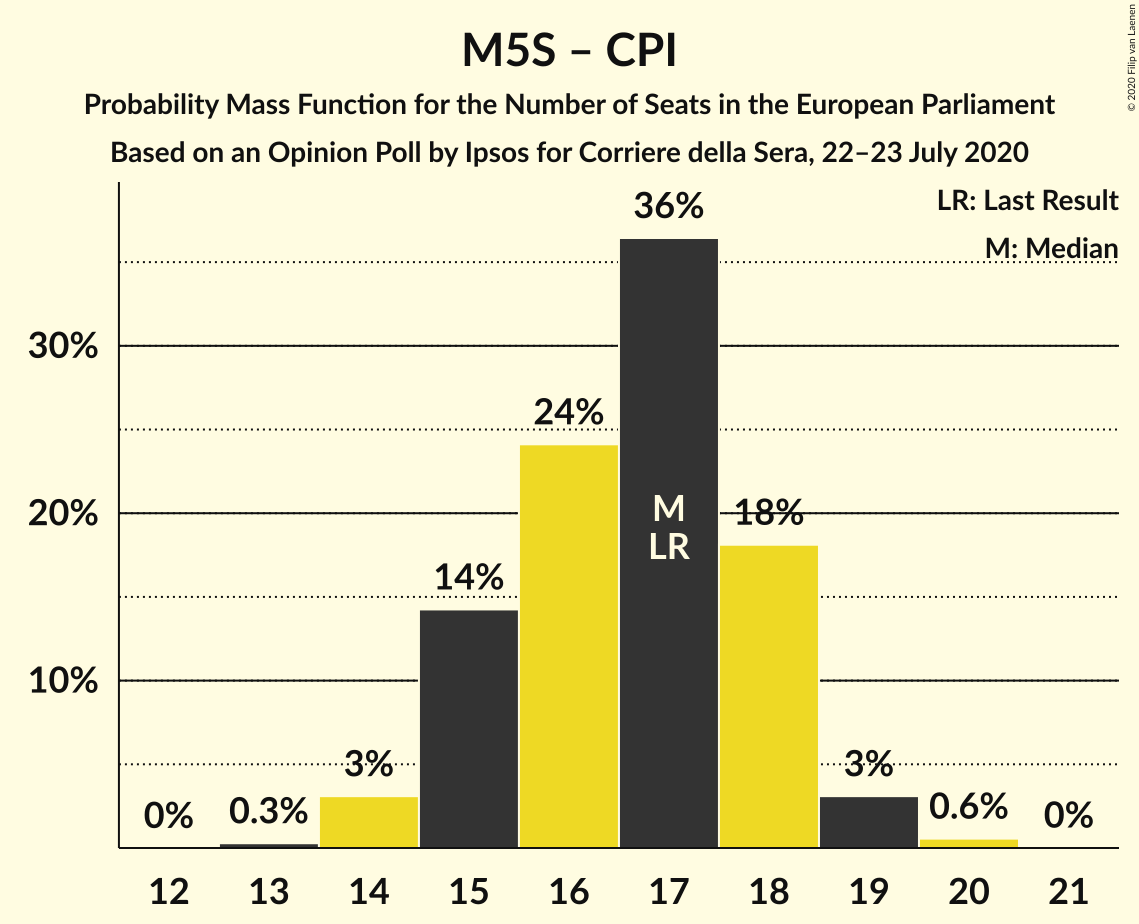 M5S – CPI
Probability Mass Function for the Number of Seats in the European Parliament
Based on an Opinion Poll by Ipsos for Corriere della Sera, 22–23 July 2020
© 2020 Filip van Laenen
LR: Last Result
M: Median
36%
30%
24%
20%
18%
M
LR
14%
10%
3%
3%
0%
0.3%
0.6%
0%
12 13 14 15 16 17 18 19 20 21